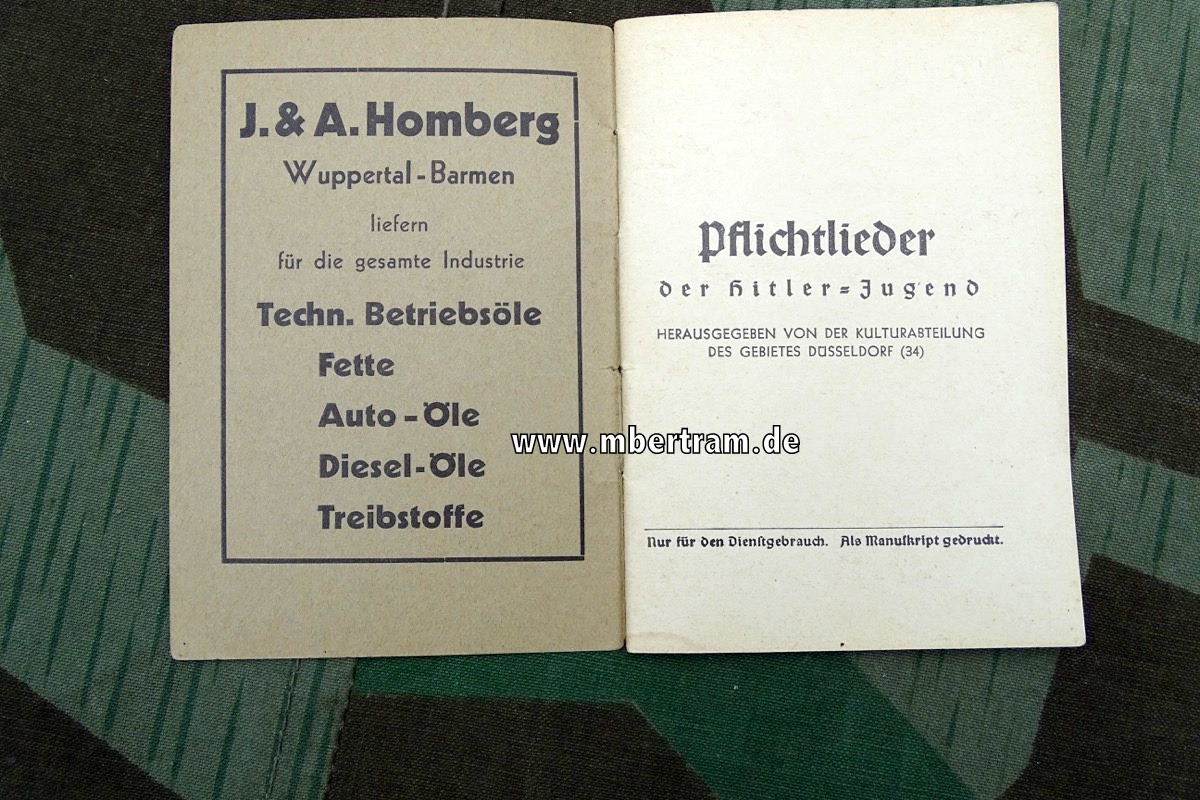 J. & A. Homberg
Wuppertal-Barmen
liefern
für die gesamte Industrie
Techn. Betriebsöle
Fette
Auto-Öle
Diesel-Öle
Treibstoffe
Pflichtlieder
der Hitler-Jugend
HERAUSGEGEBEN VON DER KULTURABTEILUNG
DES GEBIETES DÜSSELDORF (34)
Nur für den Dienstgebrauch. Als Manuskript gedruckt.
www.mbertram.de